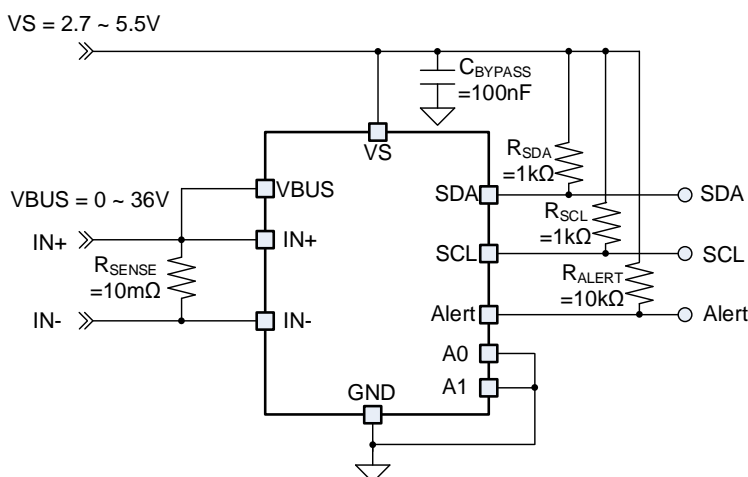 VS = 2.7 ~ 5.5V
CBYPASS
=100nF
VS
RSDA
=1kΩ
VBUS
SDA
SDA
VBUS = 0 ~ 36V
RSCL
=1kΩ
IN+
IN+
SCL
SCL
RSENSE
=10mΩ
RALERT
=10kΩ
IN-
IN-
Alert
Alert
A0
A1
GND